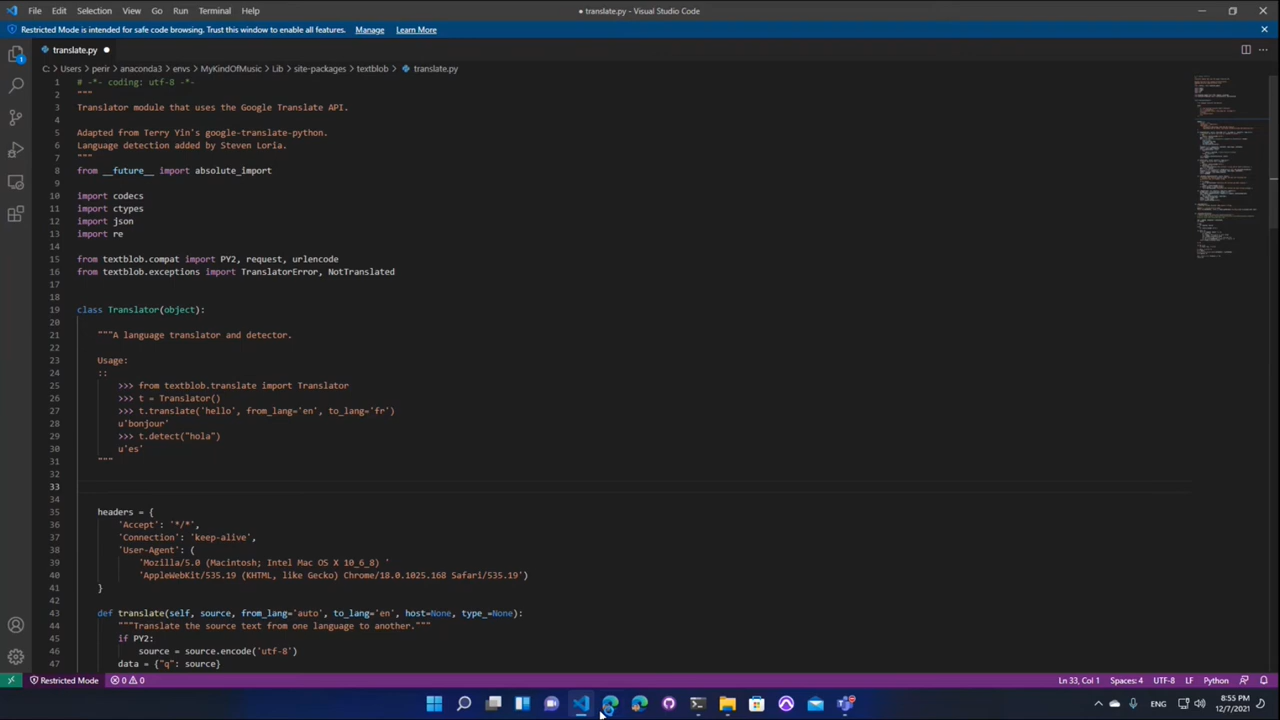 File Edit Selection View Go Run Terminal Help
● translate.py - Visual Studio Code
Restricted Mode is intended for safe code browsing. Trust this window to enable all features. Manage Learn More
translate.py ●
C: > Users > perir > anaconda3 > envs > MyKindOfMusic > Lib > site-packages > textblob > translate.py
1 # -*- coding: utf-8 -*-
2 """
3 Translator module that uses the Google Translate API.
4
5 Adapted from Terry Yin's google-translate-python.
6 Language detection added by Steven Loria.
7 """
8 from __future__ import absolute_import
9
10 import codecs
11 import ctypes
12 import json
13 import re
14
15 from textblob.compat import PY2, request, urlencode
16 from textblob.exceptions import TranslatorError, NotTranslated
17
18
19 class Translator(object):
20
21 """A language translator and detector.
22
23 Usage:
24 ::
25 >>> from textblob.translate import Translator
26 >>> t = Translator()
27 >>> t.translate('hello', from_lang='en', to_lang='fr')
28 u'bonjour'
29 >>> t.detect("hola")
30 u'es'
31 """
32
33
34
35 headers = {
36 'Accept': '*/*',
37 'Connection': 'keep-alive',
38 'User-Agent': (
39 'Mozilla/5.0 (Macintosh; Intel Mac OS X 10_6_8) '
40 'AppleWebKit/535.19 (KHTML, like Gecko) Chrome/18.0.1025.168 Safari/535.19')
41 }
42
43 def translate(self, source, from_lang='auto', to_lang='en', host=None, type_=None):
44 """Translate the source text from one language to another."""
45 if PY2:
46 source = source.encode('utf-8')
47 data = {"q": source}
Restricted Mode 0 0 Ln 33, Col 1 Spaces: 4 UTF-8 LF Python
ENG 8:55 PM
12/7/2021